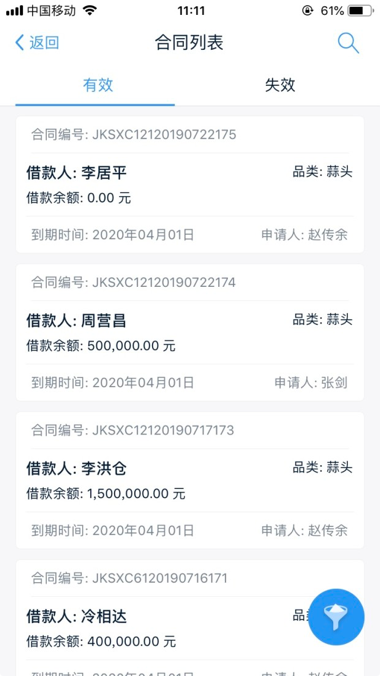 中国移动 11:11 61%
返回 合同列表
有效 失效
合同编号: JKSXC12120190722175
借款人: 李居平 品类: 蒜头
借款余额: 0.00 元
到期时间: 2020年04月01日 申请人: 赵传余
合同编号: JKSXC12120190722174
借款人: 周营昌 品类: 蒜头
借款余额: 500,000.00 元
到期时间: 2020年04月01日 申请人: 张剑
合同编号: JKSXC12120190717173
借款人: 李洪仓 品类: 蒜头
借款余额: 1,500,000.00 元
到期时间: 2020年04月01日 申请人: 赵传余
合同编号: JKSXC6120190716171
借款人: 冷相达 品
借款余额: 400,000.00 元